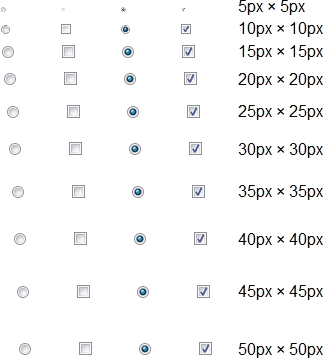 5px × 5px
10px × 10px
15px × 15px
20px × 20px
25px × 25px
30px × 30px
35px × 35px
40px × 40px
45px × 45px
50px × 50px